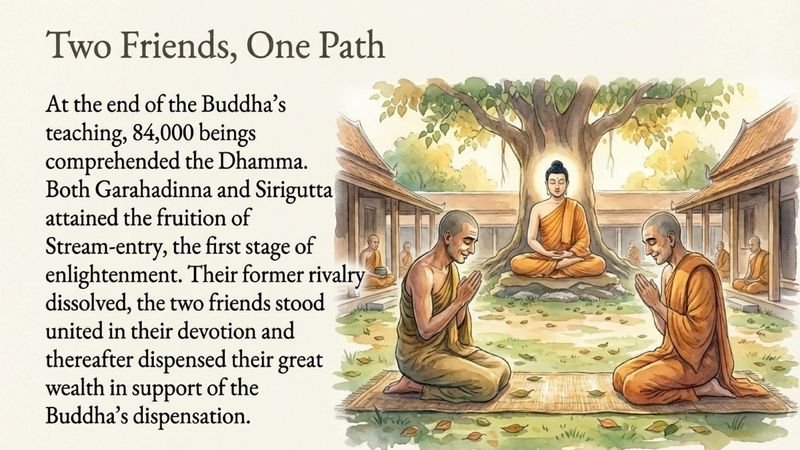 Two Friends, One Path
At the end of the Buddha’s
teaching, 84,000 beings
comprehended the Dhamma.
Both Garahadinna and Sirigutta
attained the fruition of
Stream-entry, the first stage of
enlightenment. Their former rivalry
dissolved, the two friends stood
united in their devotion and
thereafter dispensed their great
wealth in support of the
Buddha’s dispensation.